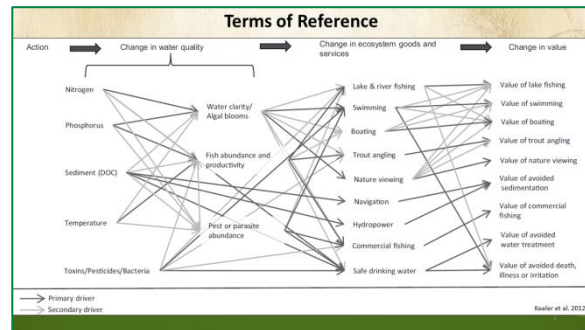 Terms of Reference
Action
Change in water quality
Change in ecosystem goods and
services
Change in value
Nitrogen
Phosphorus
Sediment (DOC)
Temperature
Toxins/Pesticides/Bacteria
Water clarity/
Algal blooms
Fish abundance and
productivity
Pest or parasite
abundance
Lake & river fishing
Swimming
Boating
Trout angling
Nature viewing
Navigation
Hydropower
Commercial fishing
Safe drinking water
Value of lake fishing
Value of swimming
Value of boating
Value of trout angling
Value of nature viewing
Value of avoided
sedimentation
Value of commercial
fishing
Value of avoided
water treatment
Value of avoided death,
illness or irritation
Primary driver
Secondary driver
Keeler et al. 2012